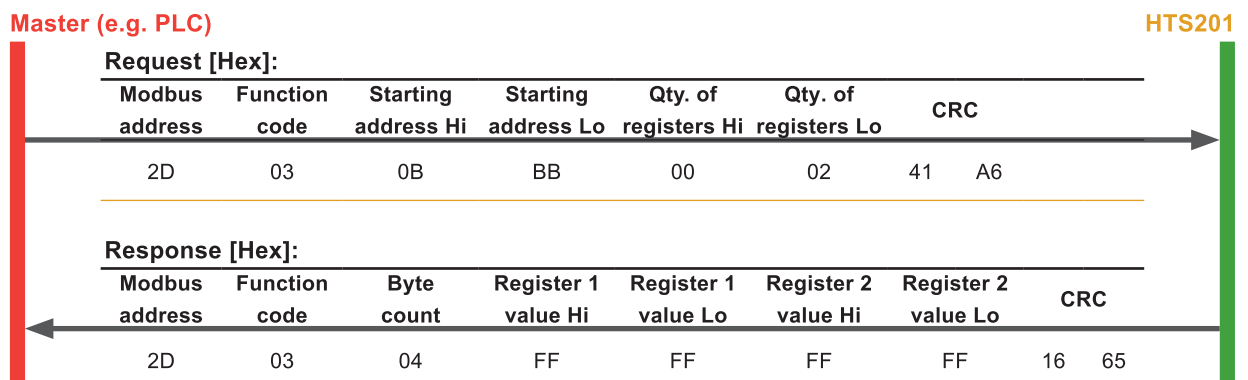 Master (e.g. PLC) HTS201
Request [Hex]:
Modbus Function Starting Starting Qty. of Qty. of CRC
address code address Hi address Lo registers Hi registers Lo
2D 03 0B BB 00 02 41 A6
Response [Hex]:
Modbus Function Byte Register 1 Register 1 Register 2 Register 2 CRC
address code count value Hi value Lo value Hi value Lo
2D 03 04 FF FF FF FF 16 65